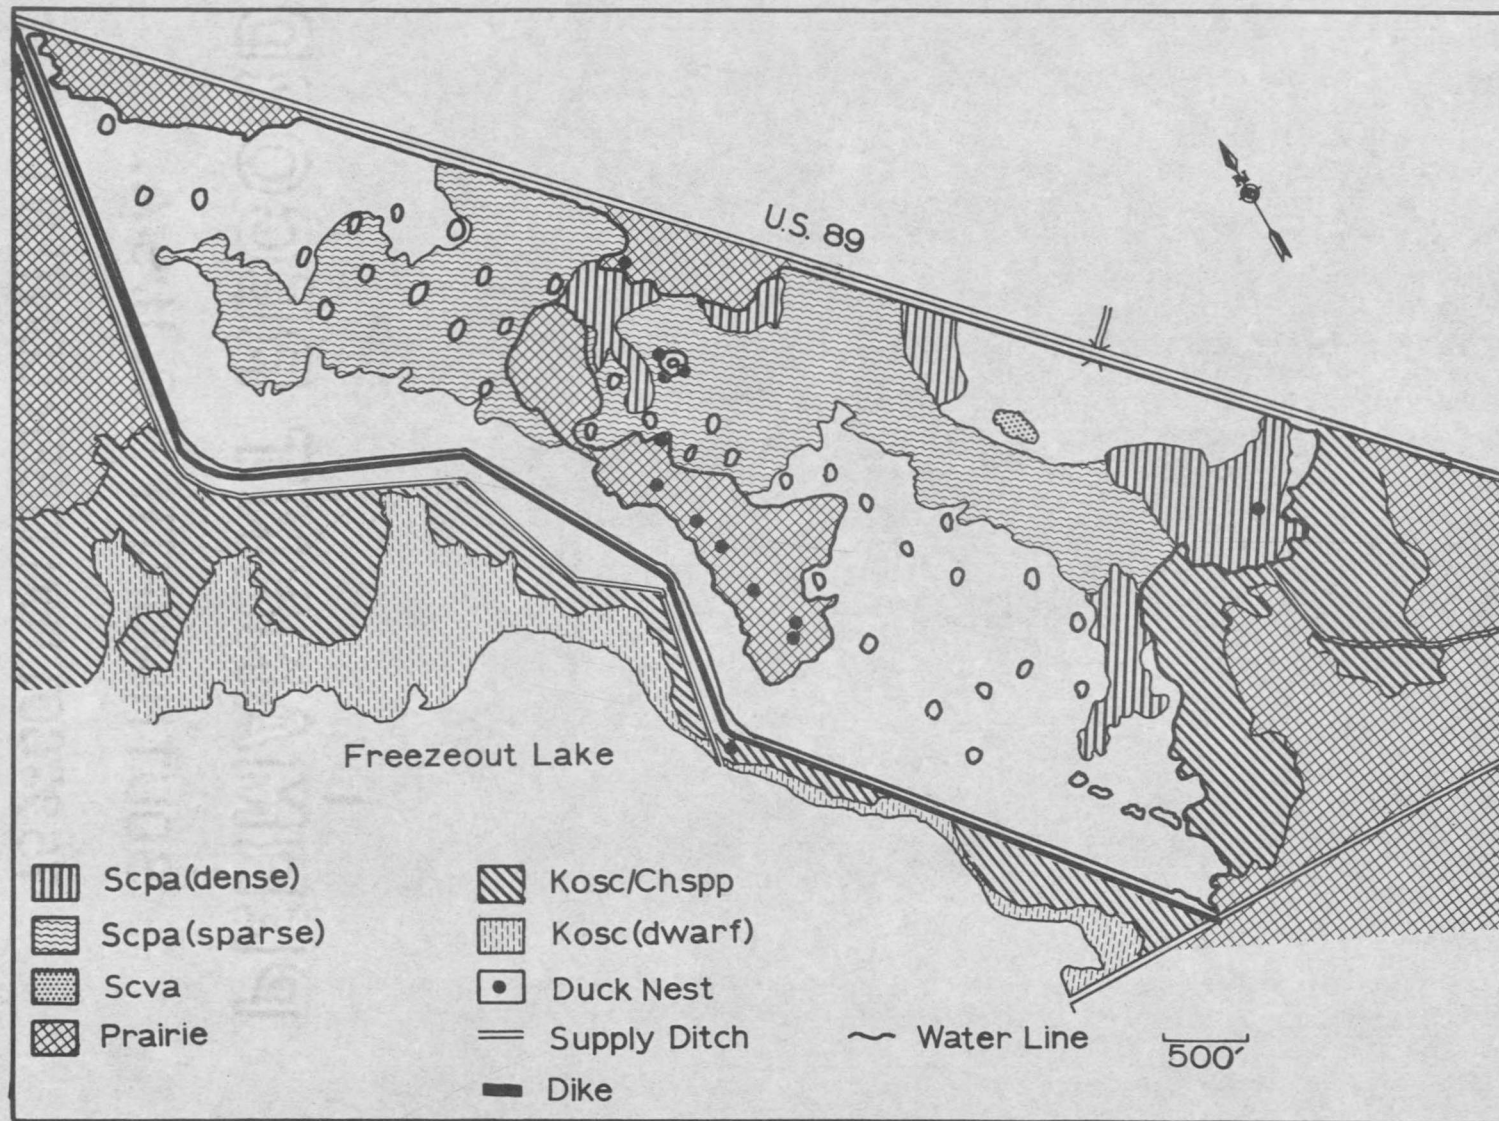 U.S. 89
N
Freezeout Lake
Scpa(dense)
Scpa(sparse)
Scva
Prairie
Kosc/Chspp
Kosc(dwarf)
Duck Nest
Supply Ditch
Dike
Water Line
500'